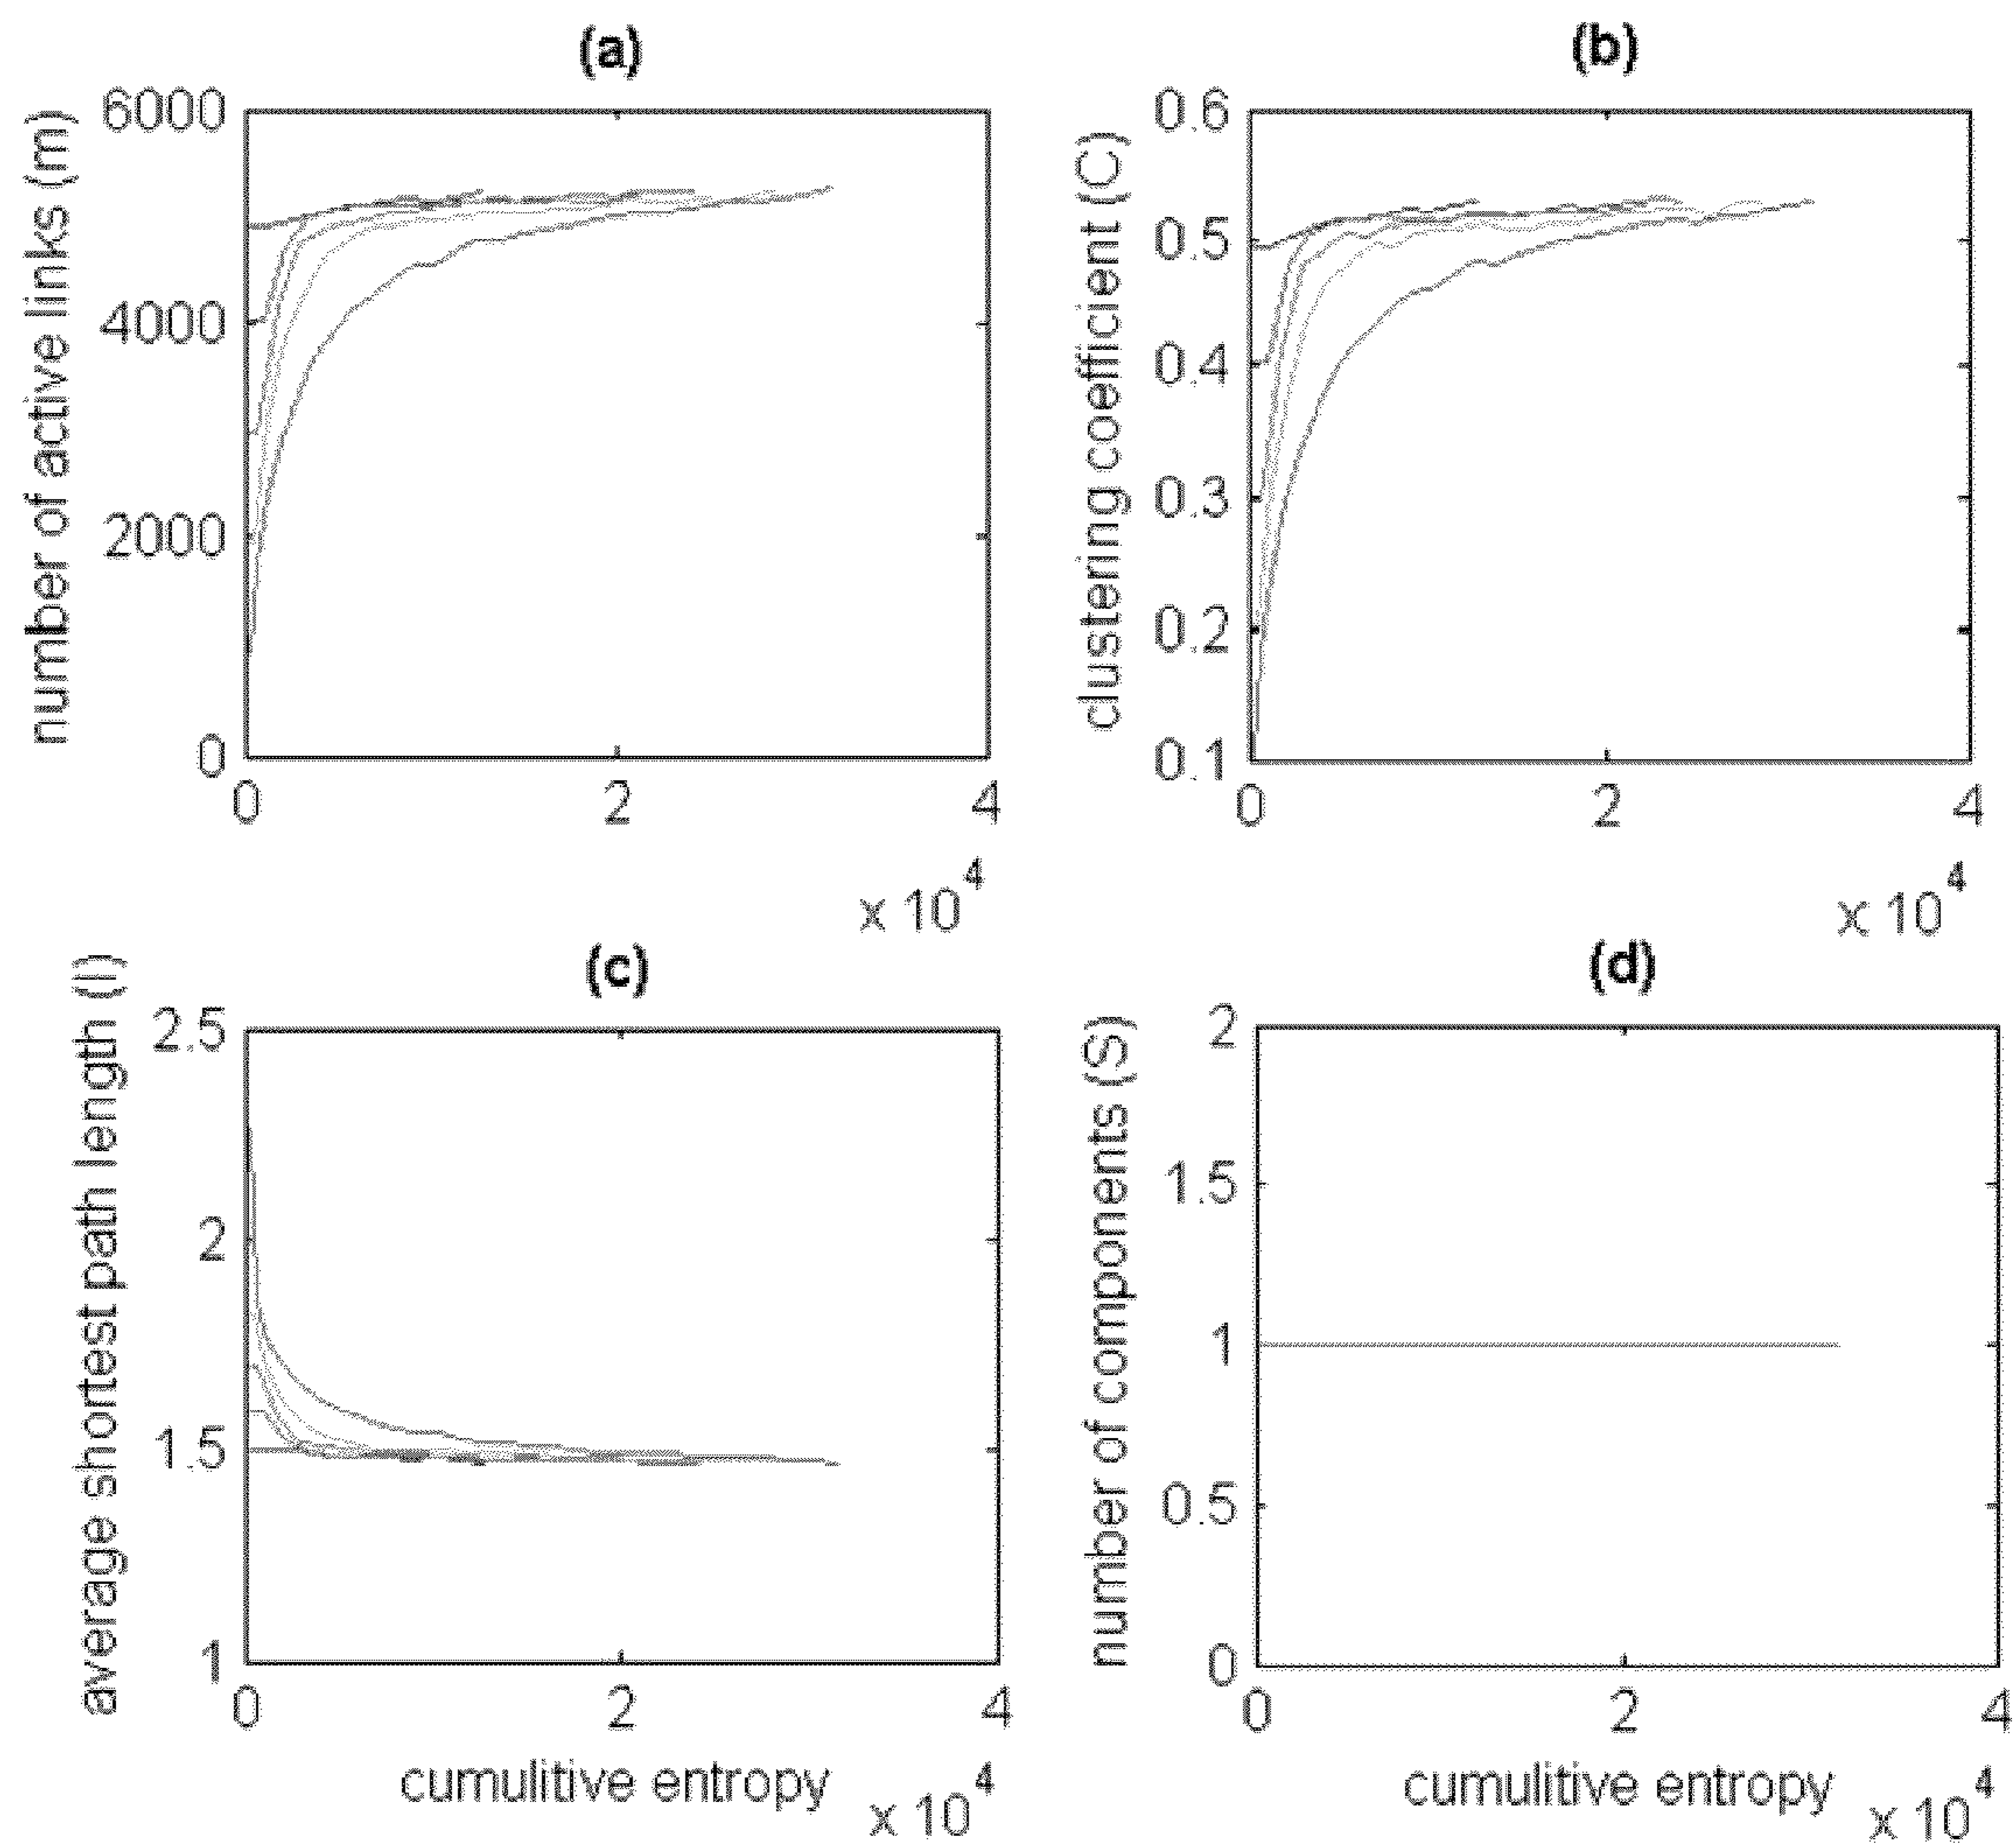 (a)
number of active links (m)
6000
4000
2000
0
0 2 4
x 10 4
(b)
clustering coefficient (C)
0.6
0.5
0.4
0.3
0.2
0.1
0 2 4
x 10 4
(c)
average shortest path length (l)
2.5
2
1.5
1
0 2 4
cumulitive entropy
x 10 4
(d)
number of components (S)
2
1.5
1
0.5
0
0 2 4
cumulitive entropy
x 10 4